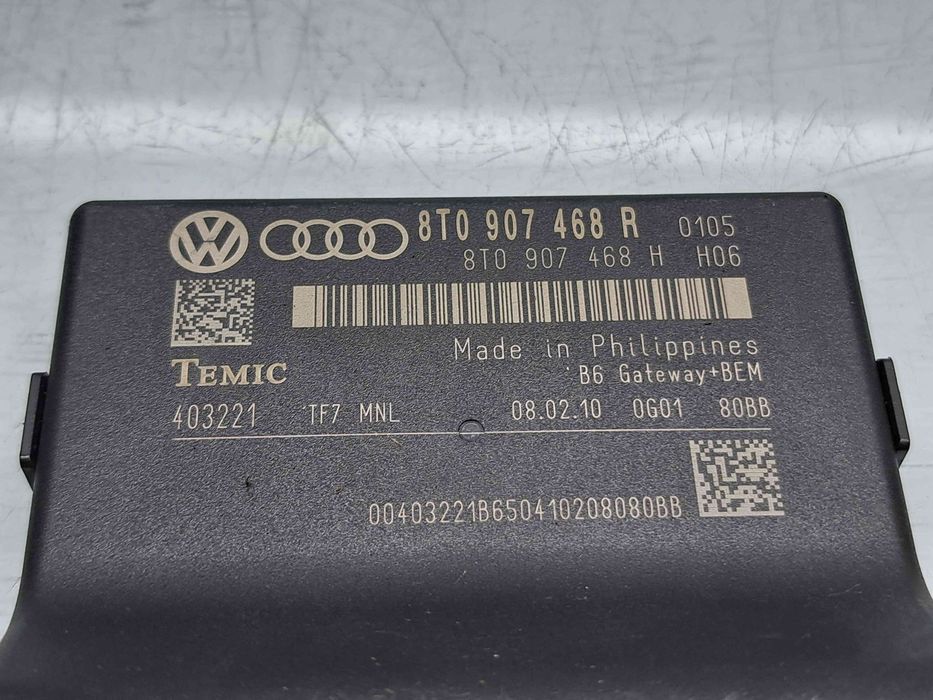 8T0 907 468 R 0105
8T0 907 468 H H06
Made in Philippines
TEMIC
B6 Gateway+BEM
403221 TF7 MNL 08.02.10 0G01 80BB
00403221B650410208080BB